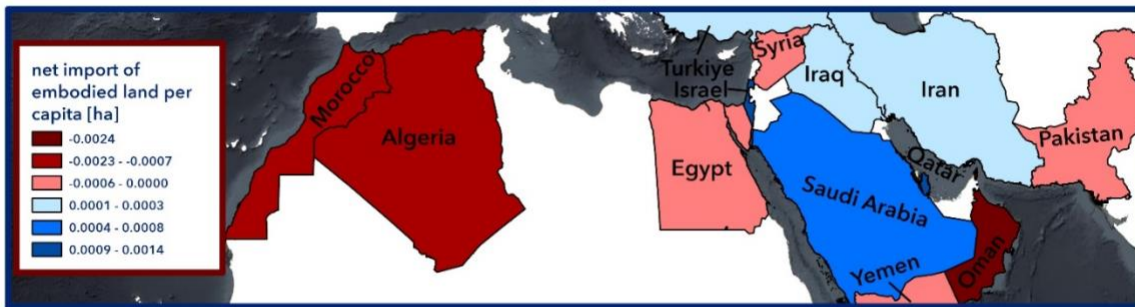 net import of
embodied land per
capita [ha]
-0.0024
-0.0023 - -0.0007
-0.0006 - 0.0000
0.0001 - 0.0003
0.0004 - 0.0008
0.0009 - 0.0014
Morocco
Algeria
Turkiye
Israel
Syria
Iraq
Iran
Pakistan
Egypt
Qatar
Saudi Arabia
Yemen
Oman